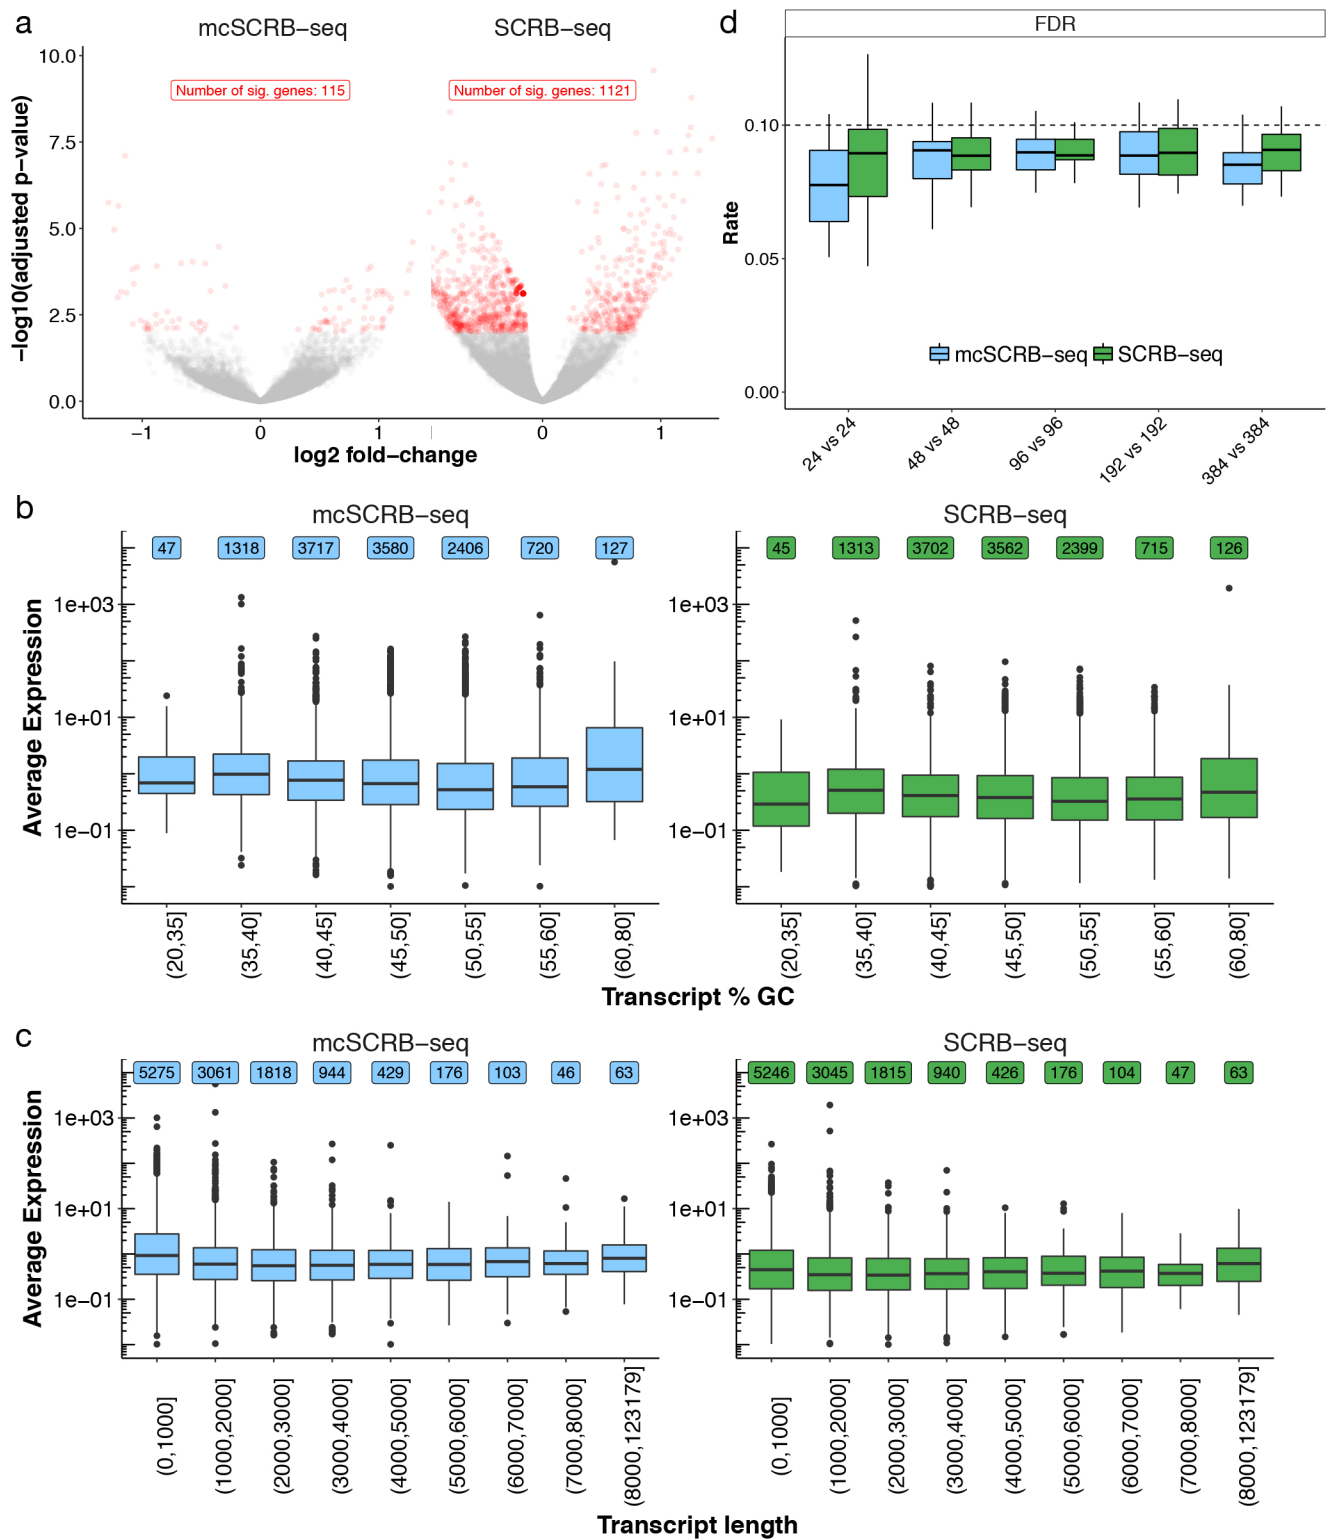 a
mcSCRB−seq
SCRB−seq
−log10(adjusted p−value)
10.0
7.5
5.0
2.5
0.0
Number of sig. genes: 115
Number of sig. genes: 1121
−1
0
1
0
1
log2 fold−change
d
FDR
Rate
0.10
0.05
0.00
mcSCRB−seq
SCRB−seq
24 vs 24
48 vs 48
96 vs 96
192 vs 192
384 vs 384
b
mcSCRB−seq
SCRB−seq
Average Expression
47 1318 3717 3580 2406 720 127
45 1313 3702 3562 2399 715 126
1e+03
1e+01
1e−01
1e+03
1e+01
1e−01
(20,35]
(35,40]
(40,45]
(45,50]
(50,55]
(55,60]
(60,80]
(20,35]
(35,40]
(40,45]
(45,50]
(50,55]
(55,60]
(60,80]
Transcript % GC
c
mcSCRB−seq
SCRB−seq
Average Expression
5275 3061 1818 944 429 176 103 46 63
5246 3045 1815 940 426 176 104 47 63
1e+03
1e+01
1e−01
1e+03
1e+01
1e−01
(0,1000]
(1000,2000]
(2000,3000]
(3000,4000]
(4000,5000]
(5000,6000]
(6000,7000]
(7000,8000]
(8000,123179]
(0,1000]
(1000,2000]
(2000,3000]
(3000,4000]
(4000,5000]
(5000,6000]
(6000,7000]
(7000,8000]
(8000,123179]
Transcript length